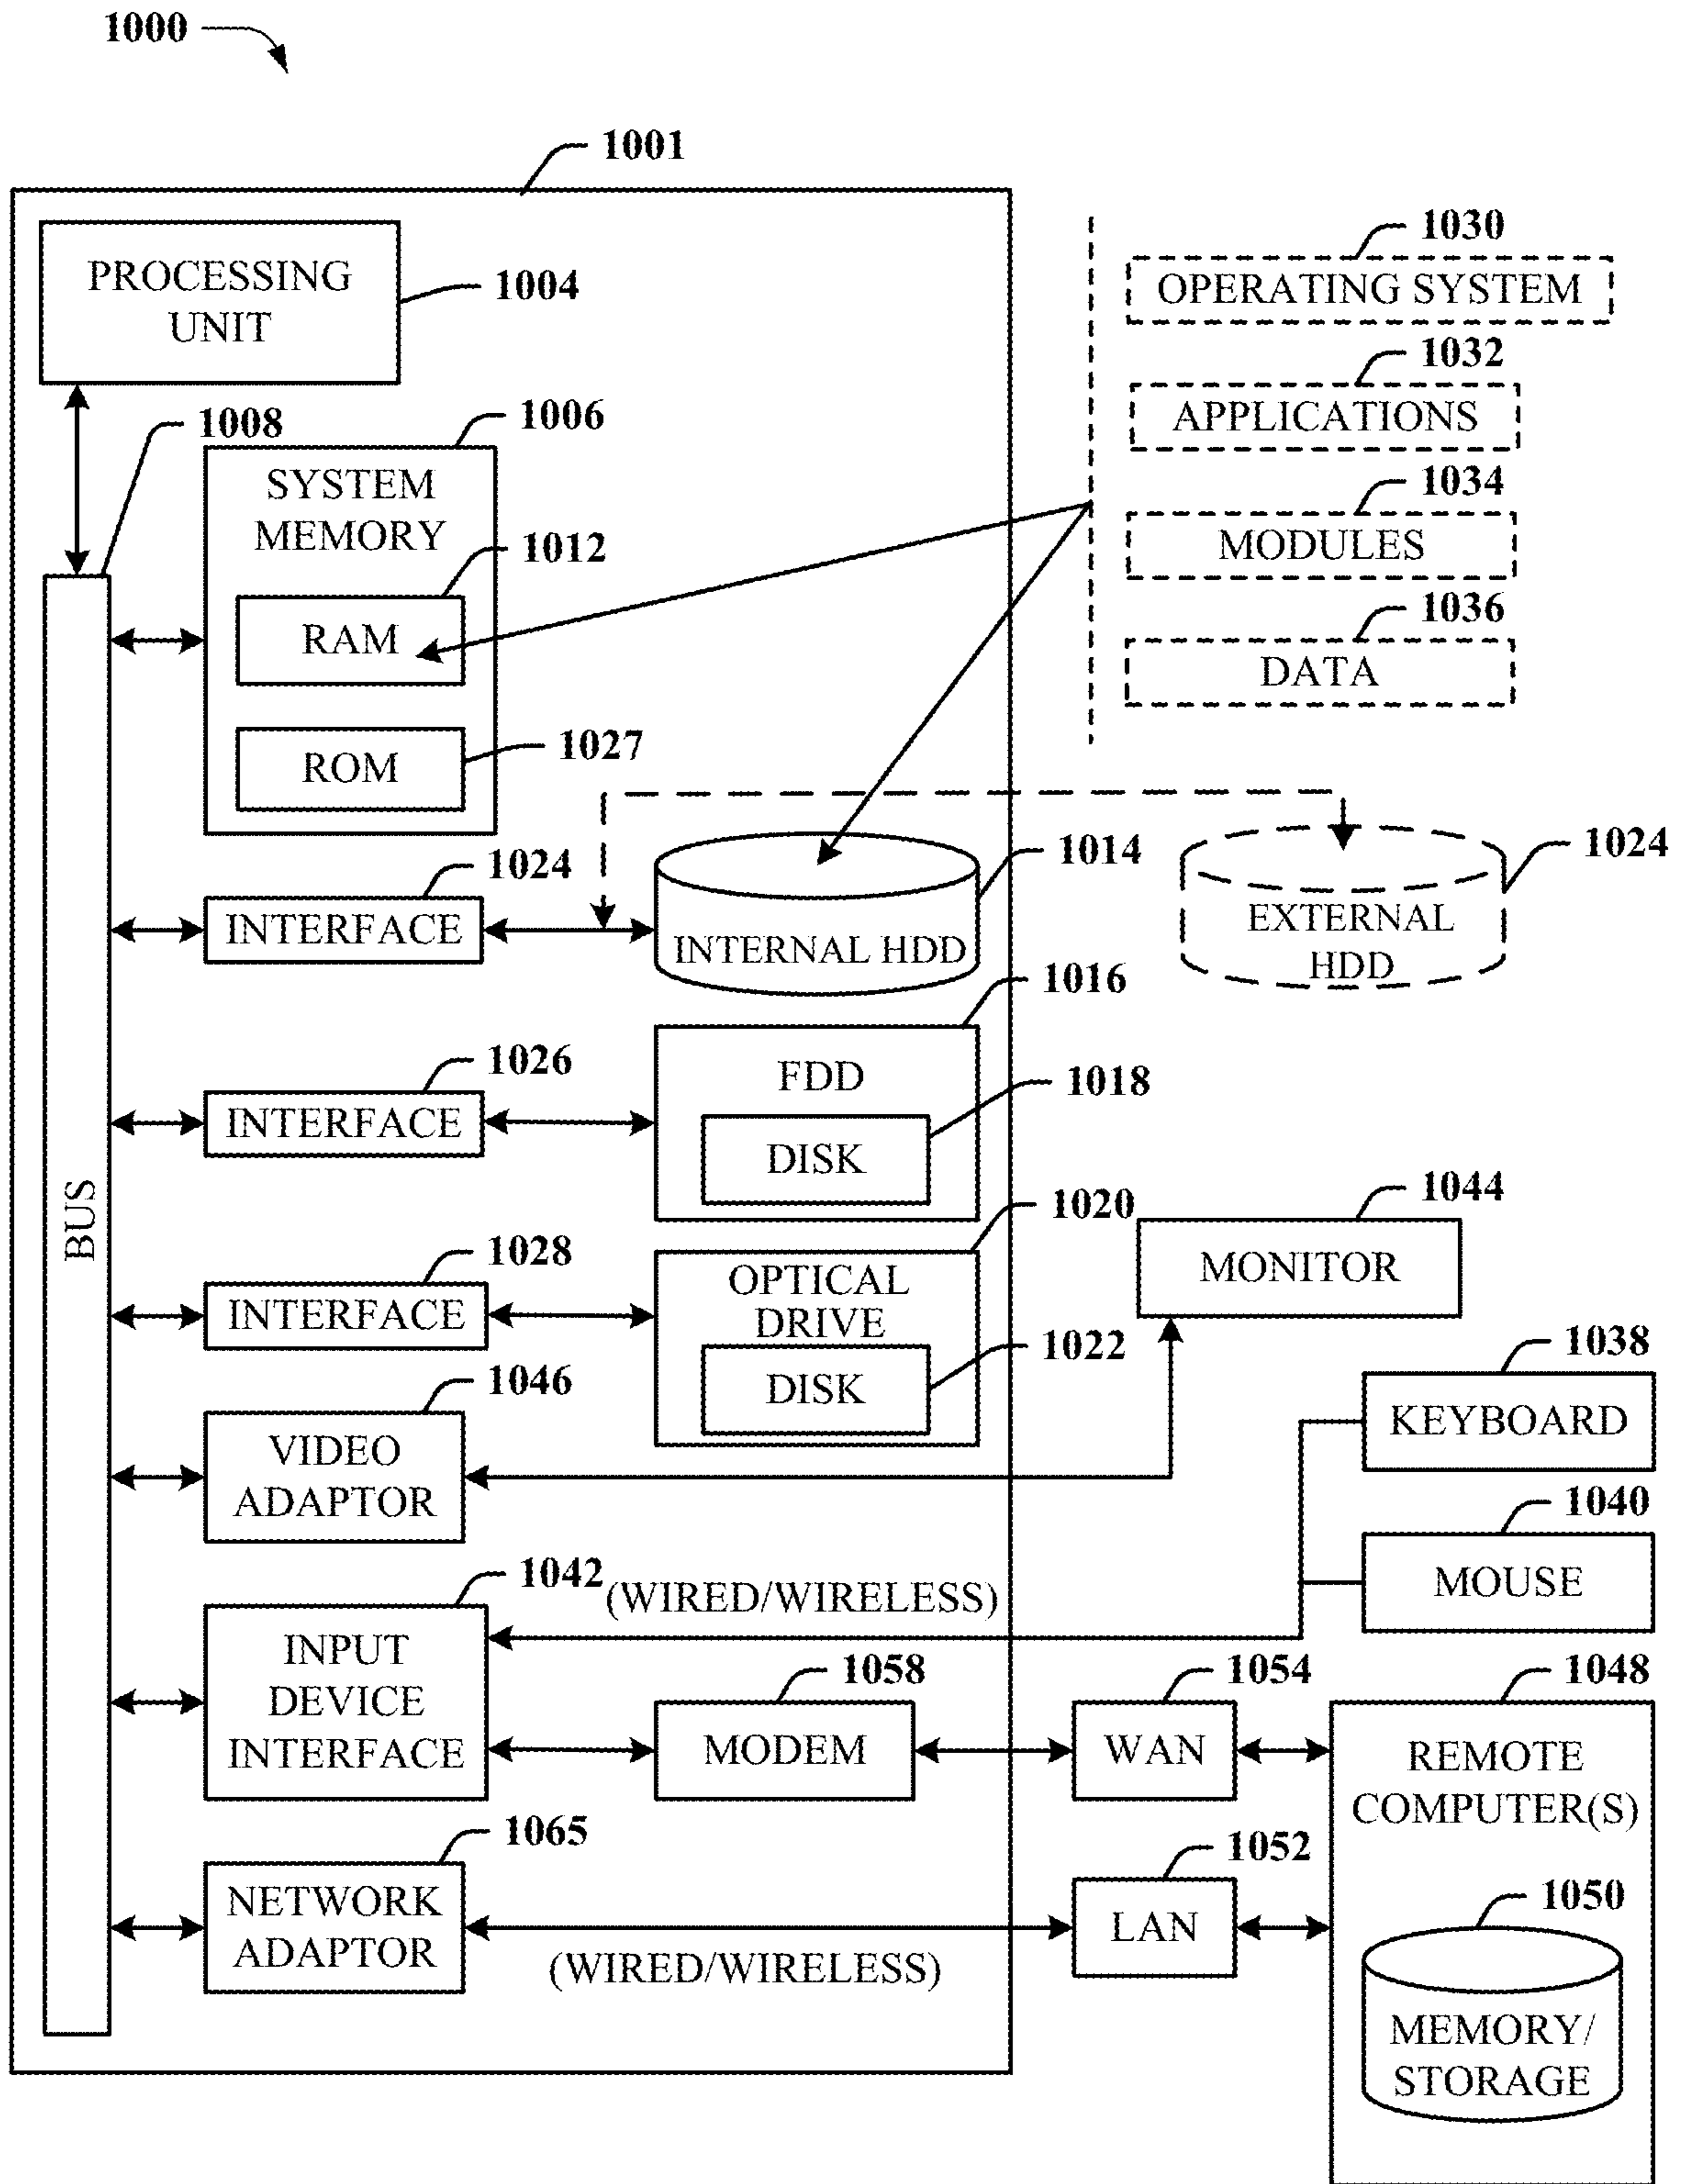 1000
1001
PROCESSING
UNIT
1004
1008
1006
SYSTEM
MEMORY
1012
RAM
ROM
1027
1030
OPERATING SYSTEM
1032
APPLICATIONS
1034
MODULES
1036
DATA
BUS
1024
INTERFACE
1014
INTERNAL HDD
1024
EXTERNAL
HDD
1026
INTERFACE
1016
FDD
1018
DISK
1028
INTERFACE
1020
OPTICAL
DRIVE
1022
DISK
1044
MONITOR
1046
VIDEO
ADAPTOR
1038
KEYBOARD
1040
MOUSE
1042
(WIRED/WIRELESS)
INPUT
DEVICE
INTERFACE
1058
MODEM
1054
WAN
1048
REMOTE
COMPUTER(S)
1065
NETWORK
ADAPTOR
(WIRED/WIRELESS)
1052
LAN
1050
MEMORY/
STORAGE